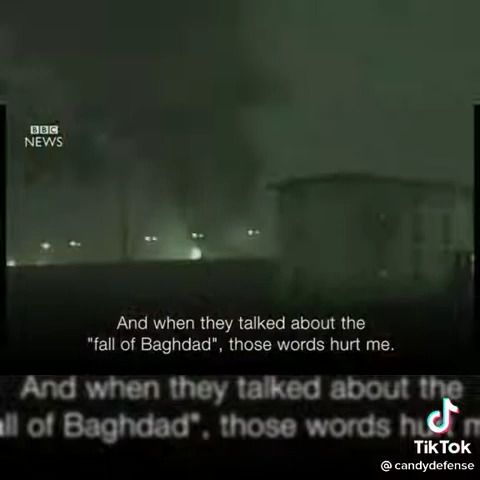 BBC
NEWS
And when they talked about the
"fall of Baghdad", those words hurt me.
And when they talked about the
all of Baghdad", those words
TikTok
@candydefense